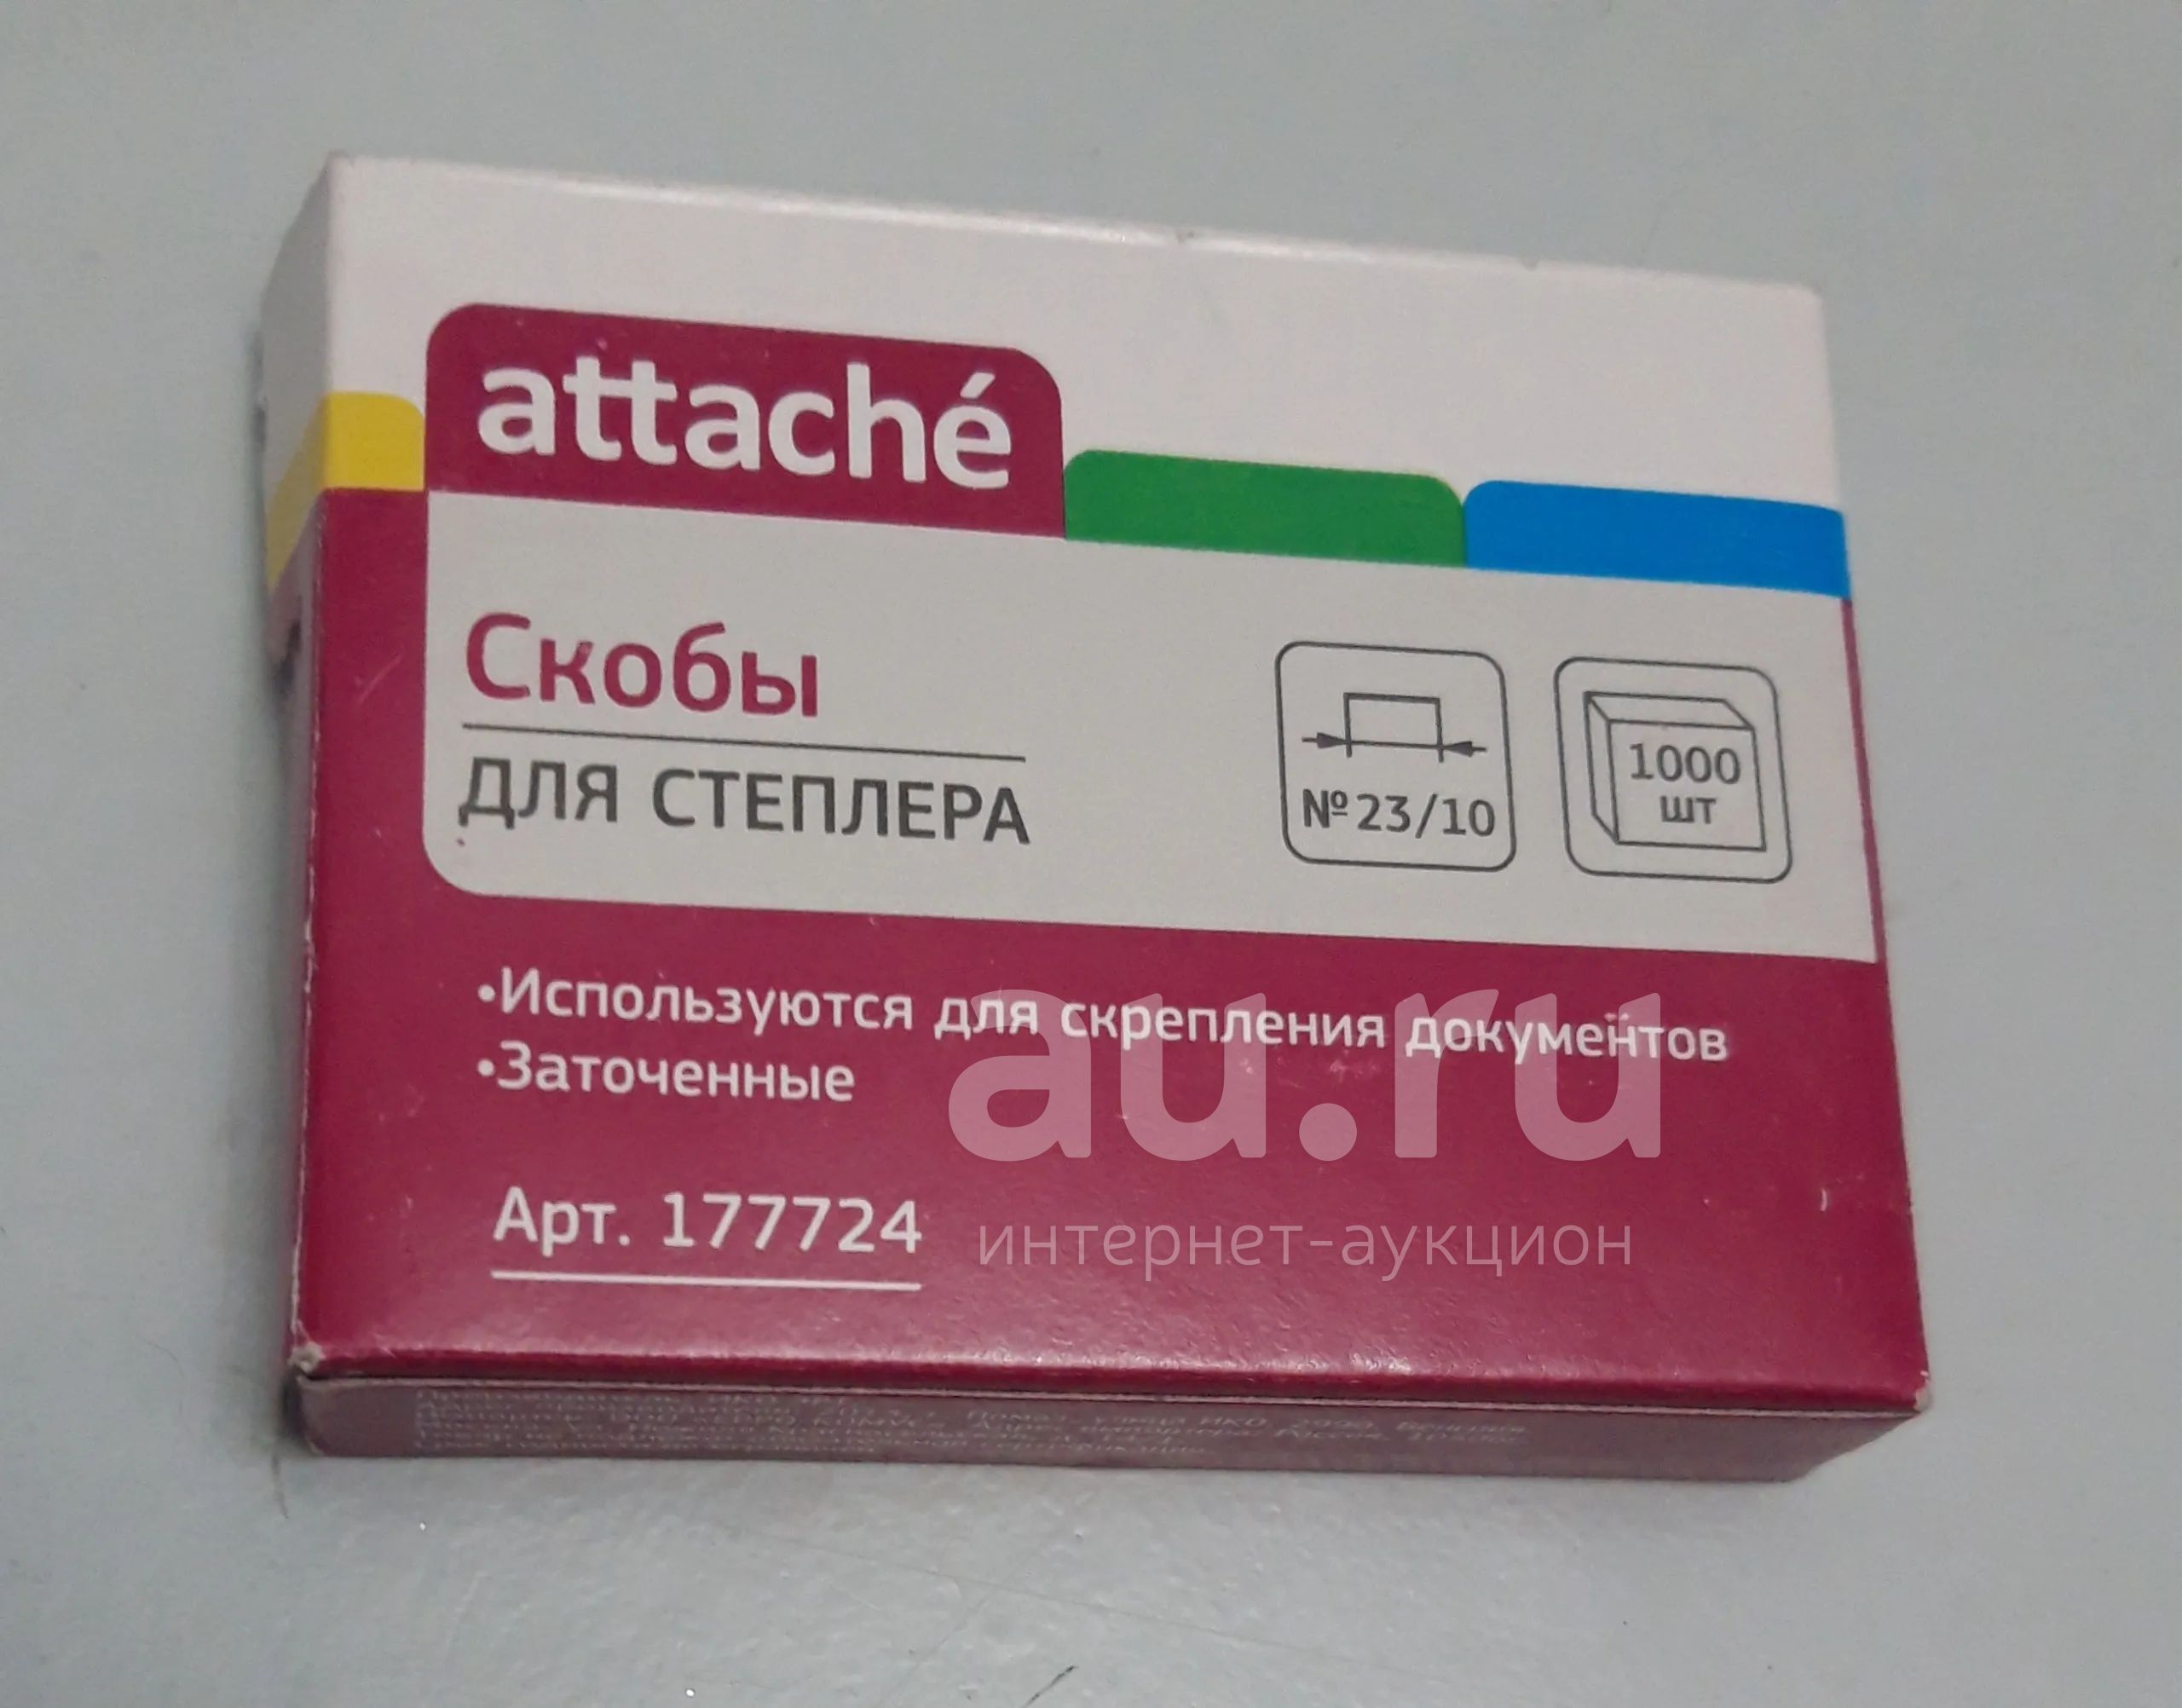 attaché
Скобы
ДЛЯ СТЕПЛЕРА
№23/10
1000
ШТ
•Используются для скрепления документов
•Заточенные
au.ru
Арт. 177724
интернет-аукцион